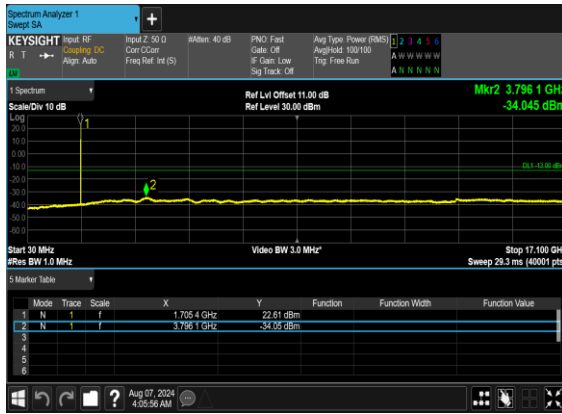 Spectrum Analyzer 1
Swept SA
+
KEYSIGHT Input: RF Input Z: 50 Ω #Atten: 40 dB PNO: Fast Avg Type: Power (RMS) 1 2 3 4 5 6
R T Coupling: DC Corr CCorr Gate: Off Avg|Hold: 100/100 A W W W W W
Align: Auto Freq Ref: Int (S) IF Gain: Low Trig: Free Run
Sig Track: Off A N N N N N
LXI
1 Spectrum Ref Lvl Offset 11.00 dB Mkr2 3.796 1 GHz
Scale/Div 10 dB Ref Level 30.00 dBm -34.045 dBm
Log
1
20.0
10.0
0.00
-10.0
DL1 -13.00 dBm
-20.0
2
-30.0
-40.0
-50.0
-60.0
Start 30 MHz Video BW 3.0 MHz* Stop 17.100 GHz
#Res BW 1.0 MHz Sweep 29.3 ms (40001 pts)
5 Marker Table
Mode Trace Scale X Y Function Function Width Function Value
1 N 1 f 1.705 4 GHz 22.61 dBm
2 N 1 f 3.796 1 GHz -34.05 dBm
3
4
5
6
? Aug 07, 2024
4:05:56 AM